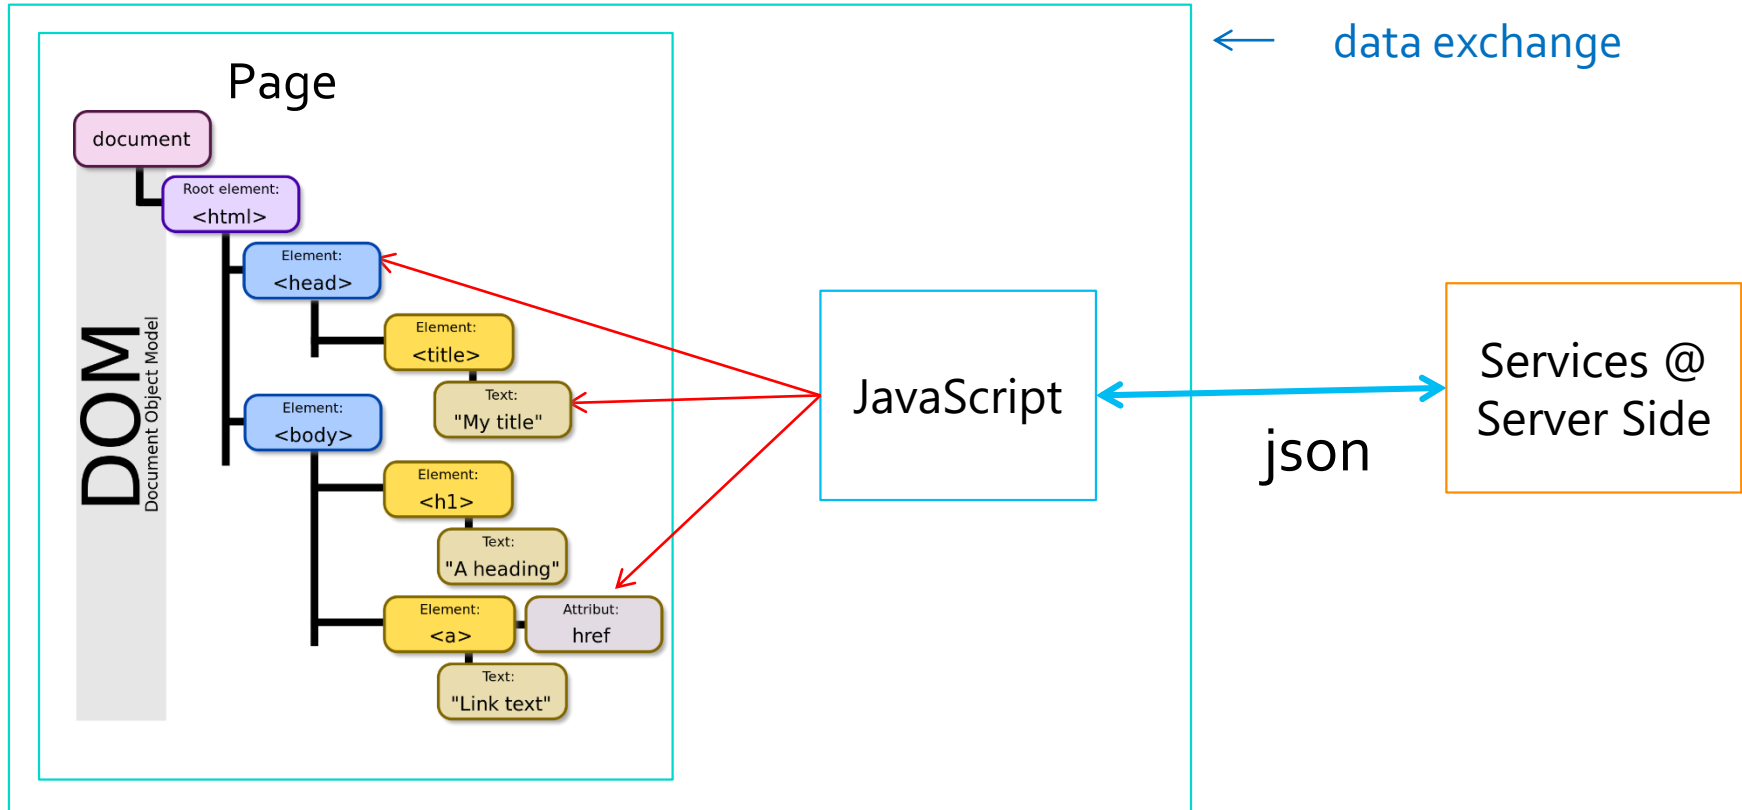 data exchange
Page
document
Root element:
<html>
Element:
<head>
Element:
<title>
Text:
"My title"
Element:
<body>
Element:
<h1>
Text:
"A heading"
Element:
<a>
Attribut:
href
Text:
"Link text"
DOM
Document Object Model
JavaScript
json
Services @
Server Side